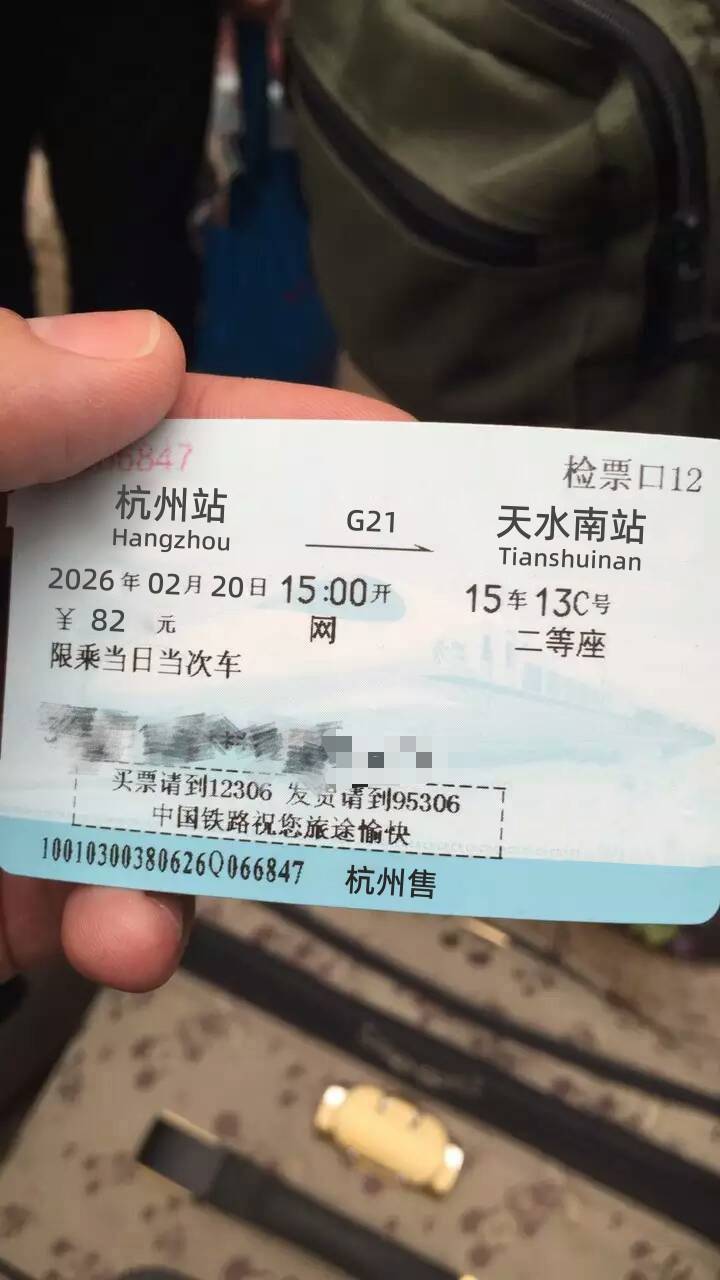 6847
检票口12
杭州站 G21 天水南站
Hangzhou Tianshuinan
2026年02月20日 15:00开 15车13C号
￥82元 网 二等座
限乘当日当次车
买票请到12306 发货请到95306
中国铁路祝您旅途愉快
10010300380626Q066847 杭州售